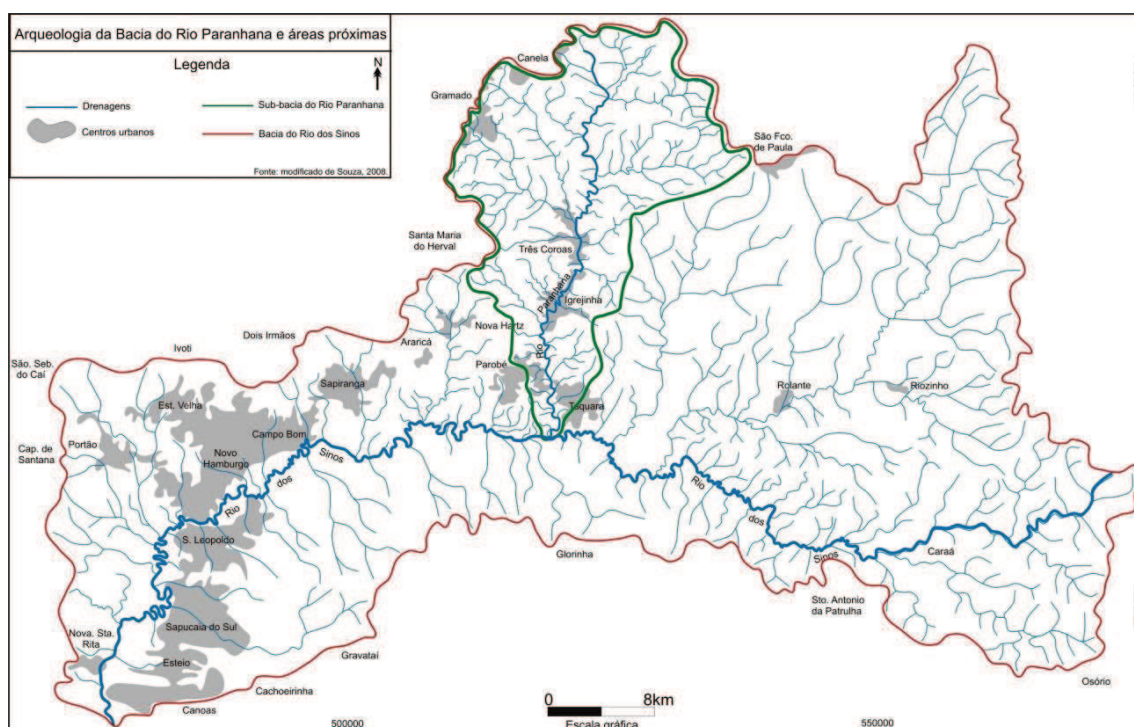 Arqueologia da Bacia do Rio Paranhana e áreas próximas
Legenda
N
Drenagens
Sub-bacia do Rio Paranhana
Centros urbanos
Bacia do Rio dos Sinos
Fonte: modificado de Souza, 2008.
Canela
Gramado
São Fco.
de Paula
Santa Maria
do Herval
Três Coroas
Rio Paranhana
Igrejinha
Nova Hartz
Dois Irmãos
Araricá
Ivoti
São. Seb.
do Caí
Parobé
Sapiranga
Taquara
Rolante
Riozinho
Est. Velha
Campo Bom
Portão
Cap. de
Santana
Novo
Hamburgo
Rio dos Sinos
Rio dos Sinos
S. Leopoldo
Glorinha
Caraá
Sto. Antonio
da Patrulha
Sapucaia do Sul
Nova. Sta.
Rita
Esteio
Gravataí
Cachoeirinha
Canoas
Osório
0 8km
Escala gráfica
500000
550000